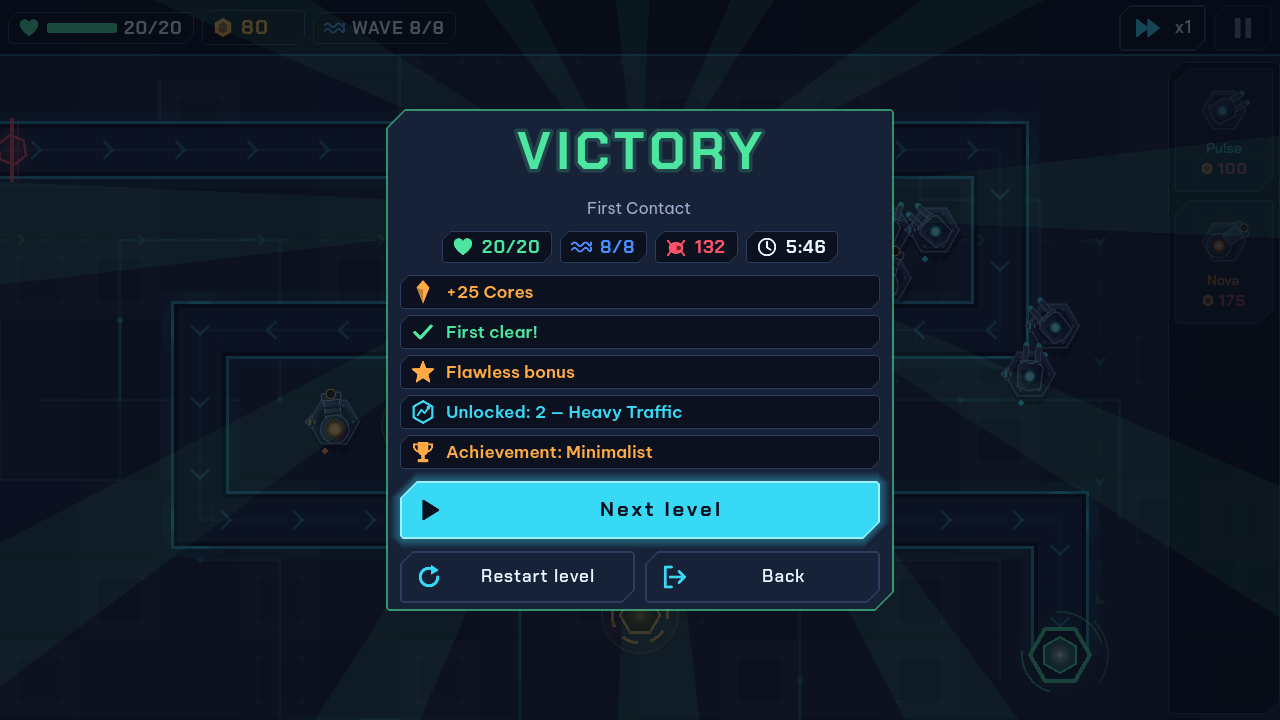 20/20
80
WAVE 8/8
x1
VICTORY
First Contact
20/20
8/8
132
5:46
+25 Cores
First clear!
Flawless bonus
Unlocked: 2 – Heavy Traffic
Achievement: Minimalist
Next level
Restart level
Back
Pulse
100
Nova
175